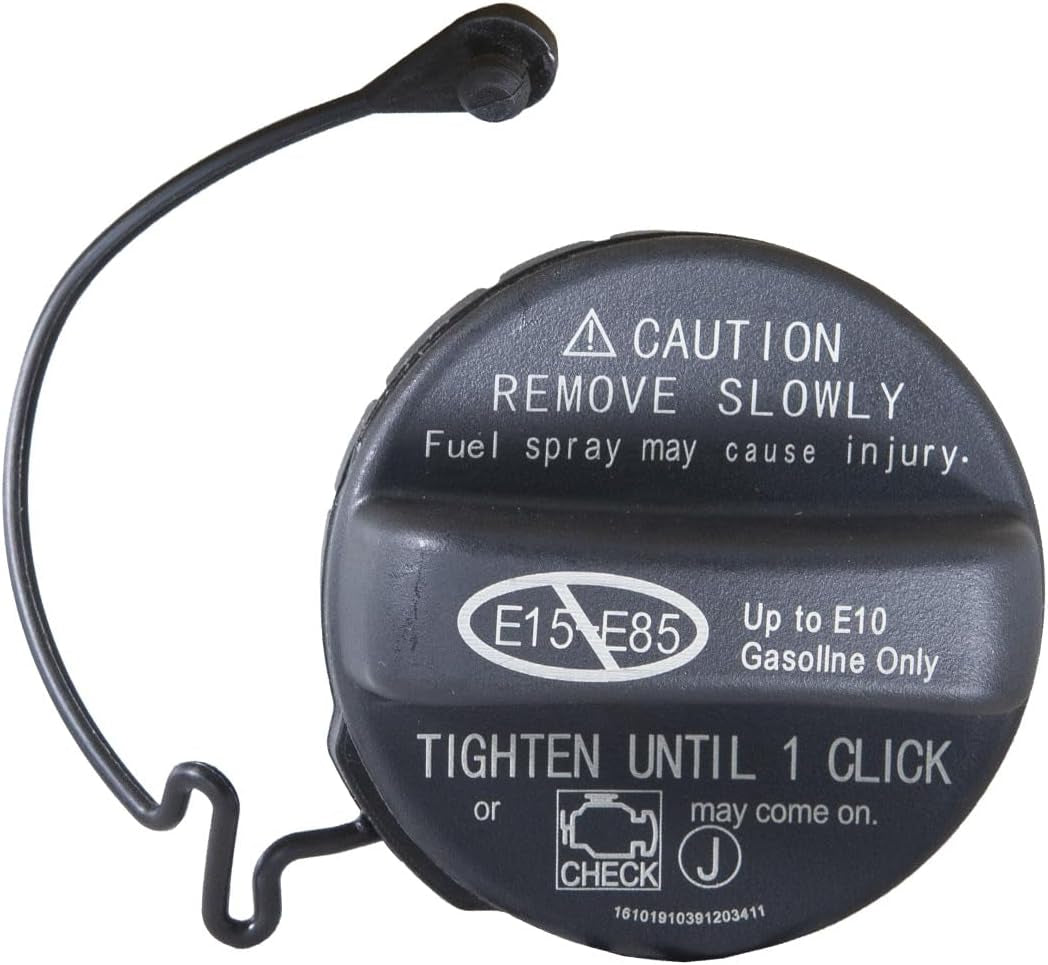 CAUTION
REMOVE SLOWLY
Fuel spray may cause injury.
E15-E85
Up to E10
Gasollne Only
TIGHTEN UNTIL 1 CLICK
or
CHECK
may come on.
J
16101910391203411